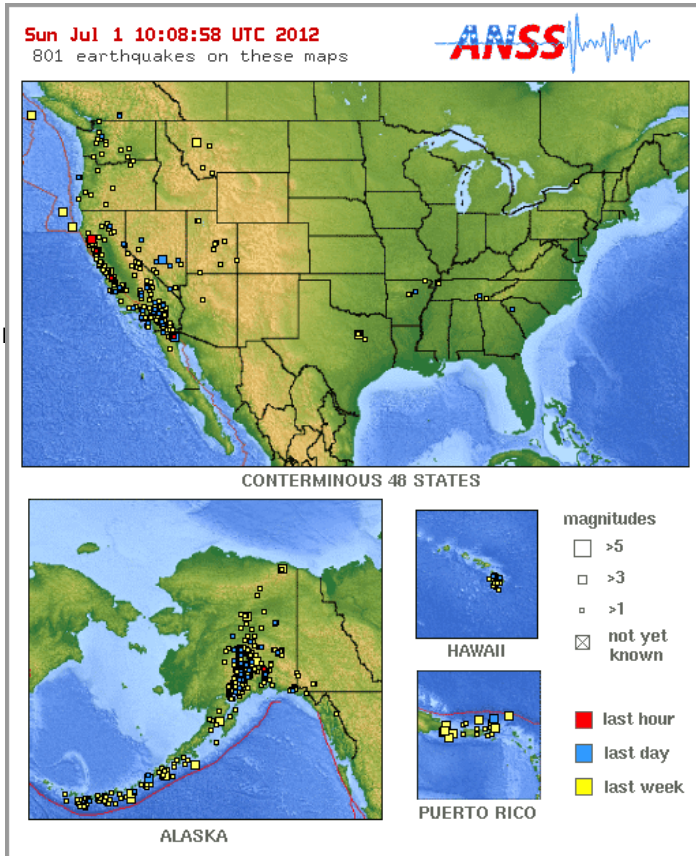 Sun Jul 1 10:08:58 UTC 2012
801 earthquakes on these maps
ANSS
CONTERMINOUS 48 STATES
ALASKA
HAWAII
PUERTO RICO
magnitudes
>5
>3
>1
not yet
known
last hour
last day
last week